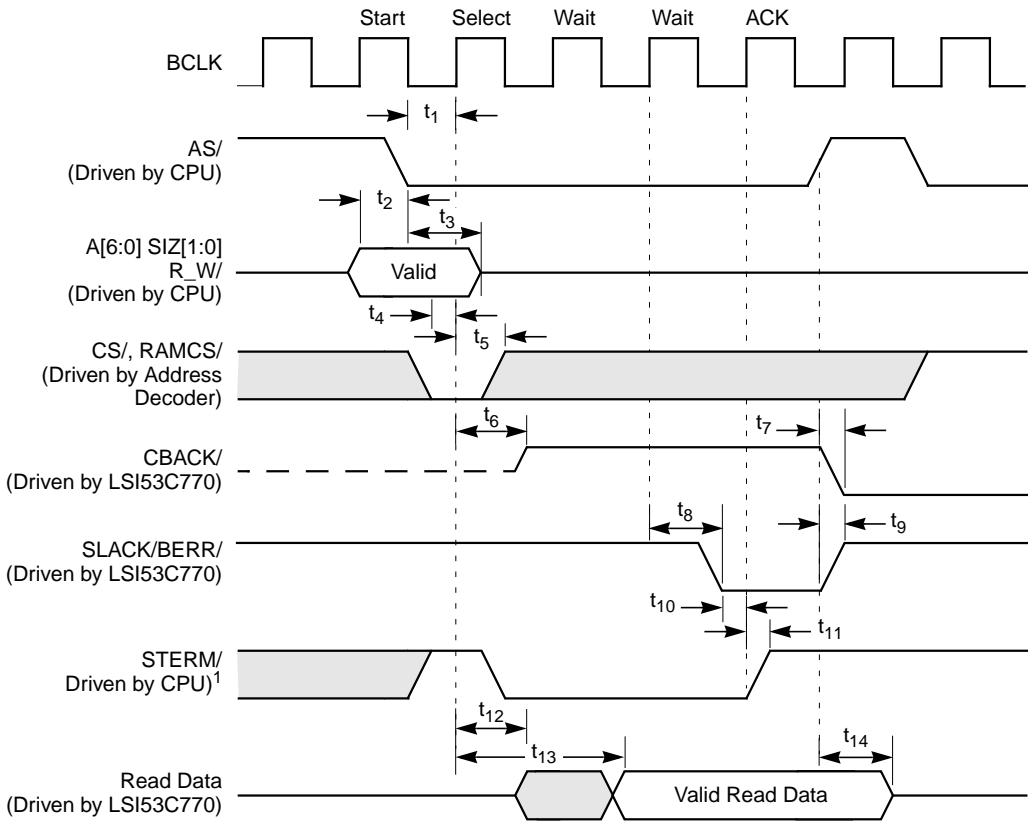 Start Select Wait Wait ACK
BCLK
t1
AS/
(Driven by CPU)
t2
t3
A[6:0] SIZ[1:0]
R_W/
(Driven by CPU)
Valid
t4
t5
CS/, RAMCS/
(Driven by Address
Decoder)
t6
t7
CBACK/
(Driven by LSI53C770)
t8
t9
SLACK/BERR/
(Driven by LSI53C770)
t10
t11
STERM/
Driven by CPU)1
t12
t13
t14
Read Data
(Driven by LSI53C770)
Valid Read Data